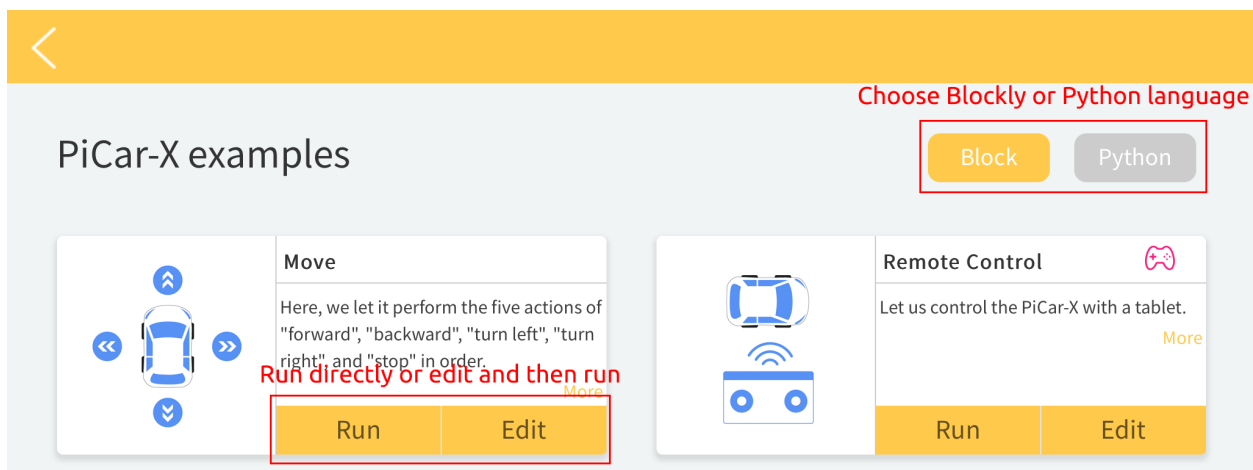 Choose Blockly or Python language
PiCar-X examples
Block
Python
Move
Here, we let it perform the five actions of
"forward", "backward", "turn left", "turn
right", and "stop" in order.
More
Run directly or edit and then run
Run
Edit
Remote Control
Let us control the PiCar-X with a tablet.
More
Run
Edit